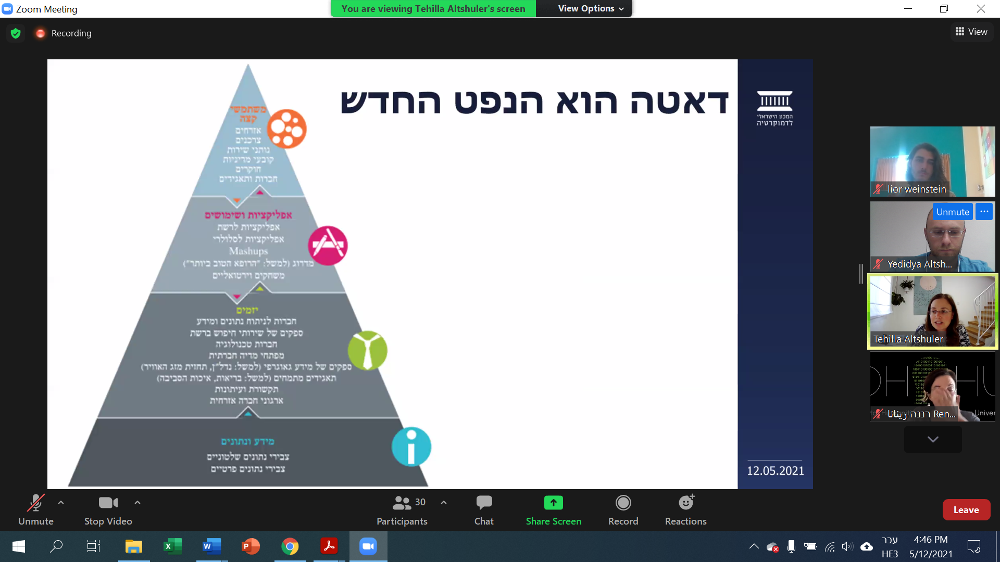 Zoom Meeting
You are viewing Tehilla Altshuler's screen
View Options
Recording
View
דאטה הוא הנפט החדש
המכון הישראלי
לדמוקרטיה
משתמשי
קצה
אזרחים
צרכנים
נותני שירות
קובעי מדיניות
חוקרים
חברות ותאגידים
אפליקציות ושימושים
אפליקציות לרשת
אפליקציות לסלולרי
Mashups
מדרוג (למשל: "הרופא הטוב ביותר")
משחקים וירטואליים
יזמים
חברות לניתוח נתונים ומידע
ספקים של שירותי חיפוש ברשת
חברות טכנולוגיה
מפתחי מדיה חברתית
ספקים של מידע גאוגרפי (למשל: נדל"ן, תחזית מזג האוויר)
תאגידים מתמחים (למשל: בריאות, איכות הסביבה)
תקשורת ועיתונות
ארגוני חברה אזרחית
מידע ונתונים
צבירי נתונים שלטוניים
צבירי נתונים פרטיים
12.05.2021
lior weinstein
Unmute
Yedidya Altsh...
Tehilla Altshuler
רננה רינאנה Ren...
Univer
Unmute
Stop Video
30
Participants
Chat
Share Screen
Record
Reactions
Leave
עבר
HE3
4:46 PM
5/12/2021